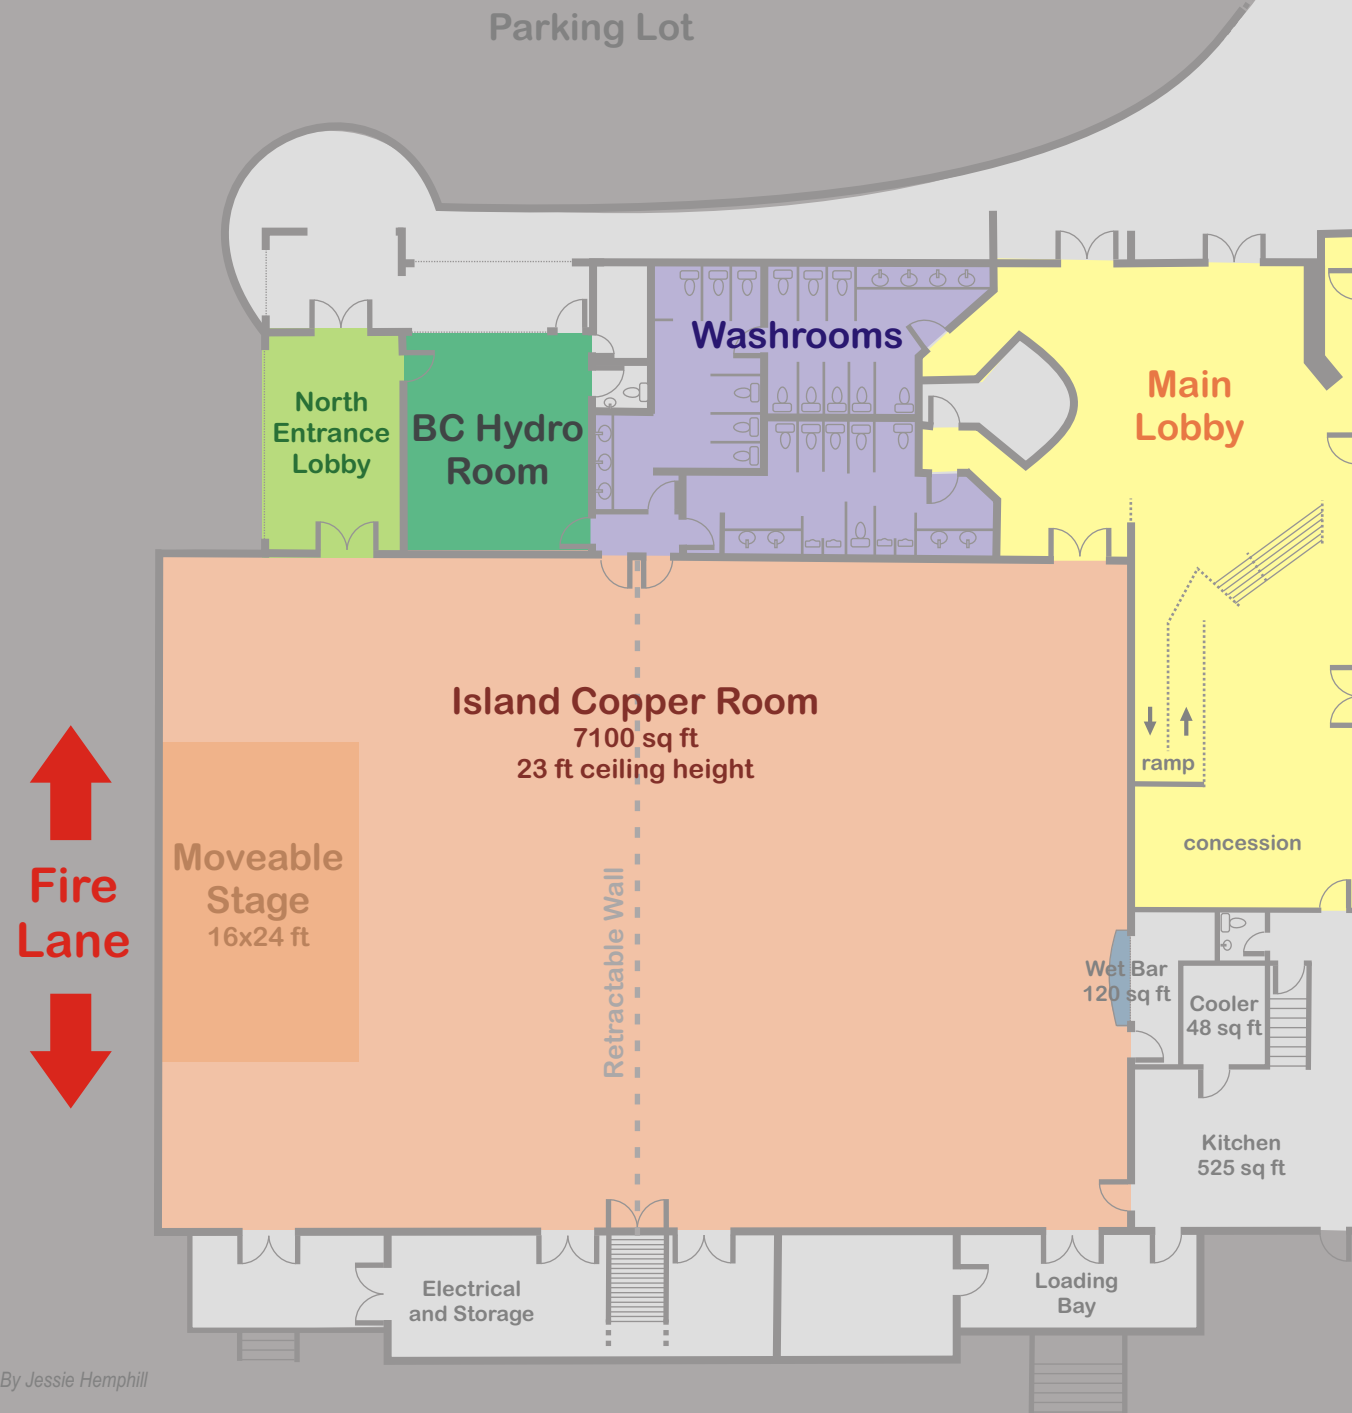 Parking Lot
Washrooms
Main
Lobby
North
Entrance
Lobby
BC Hydro
Room
Island Copper Room
7100 sq ft
23 ft ceiling height
ramp
concession
Moveable
Stage
16x24 ft
Fire
Lane
Retractable Wall
Wet Bar
120 sq ft
Cooler
48 sq ft
Kitchen
525 sq ft
Electrical
and Storage
Loading
Bay
By Jessie Hemphill